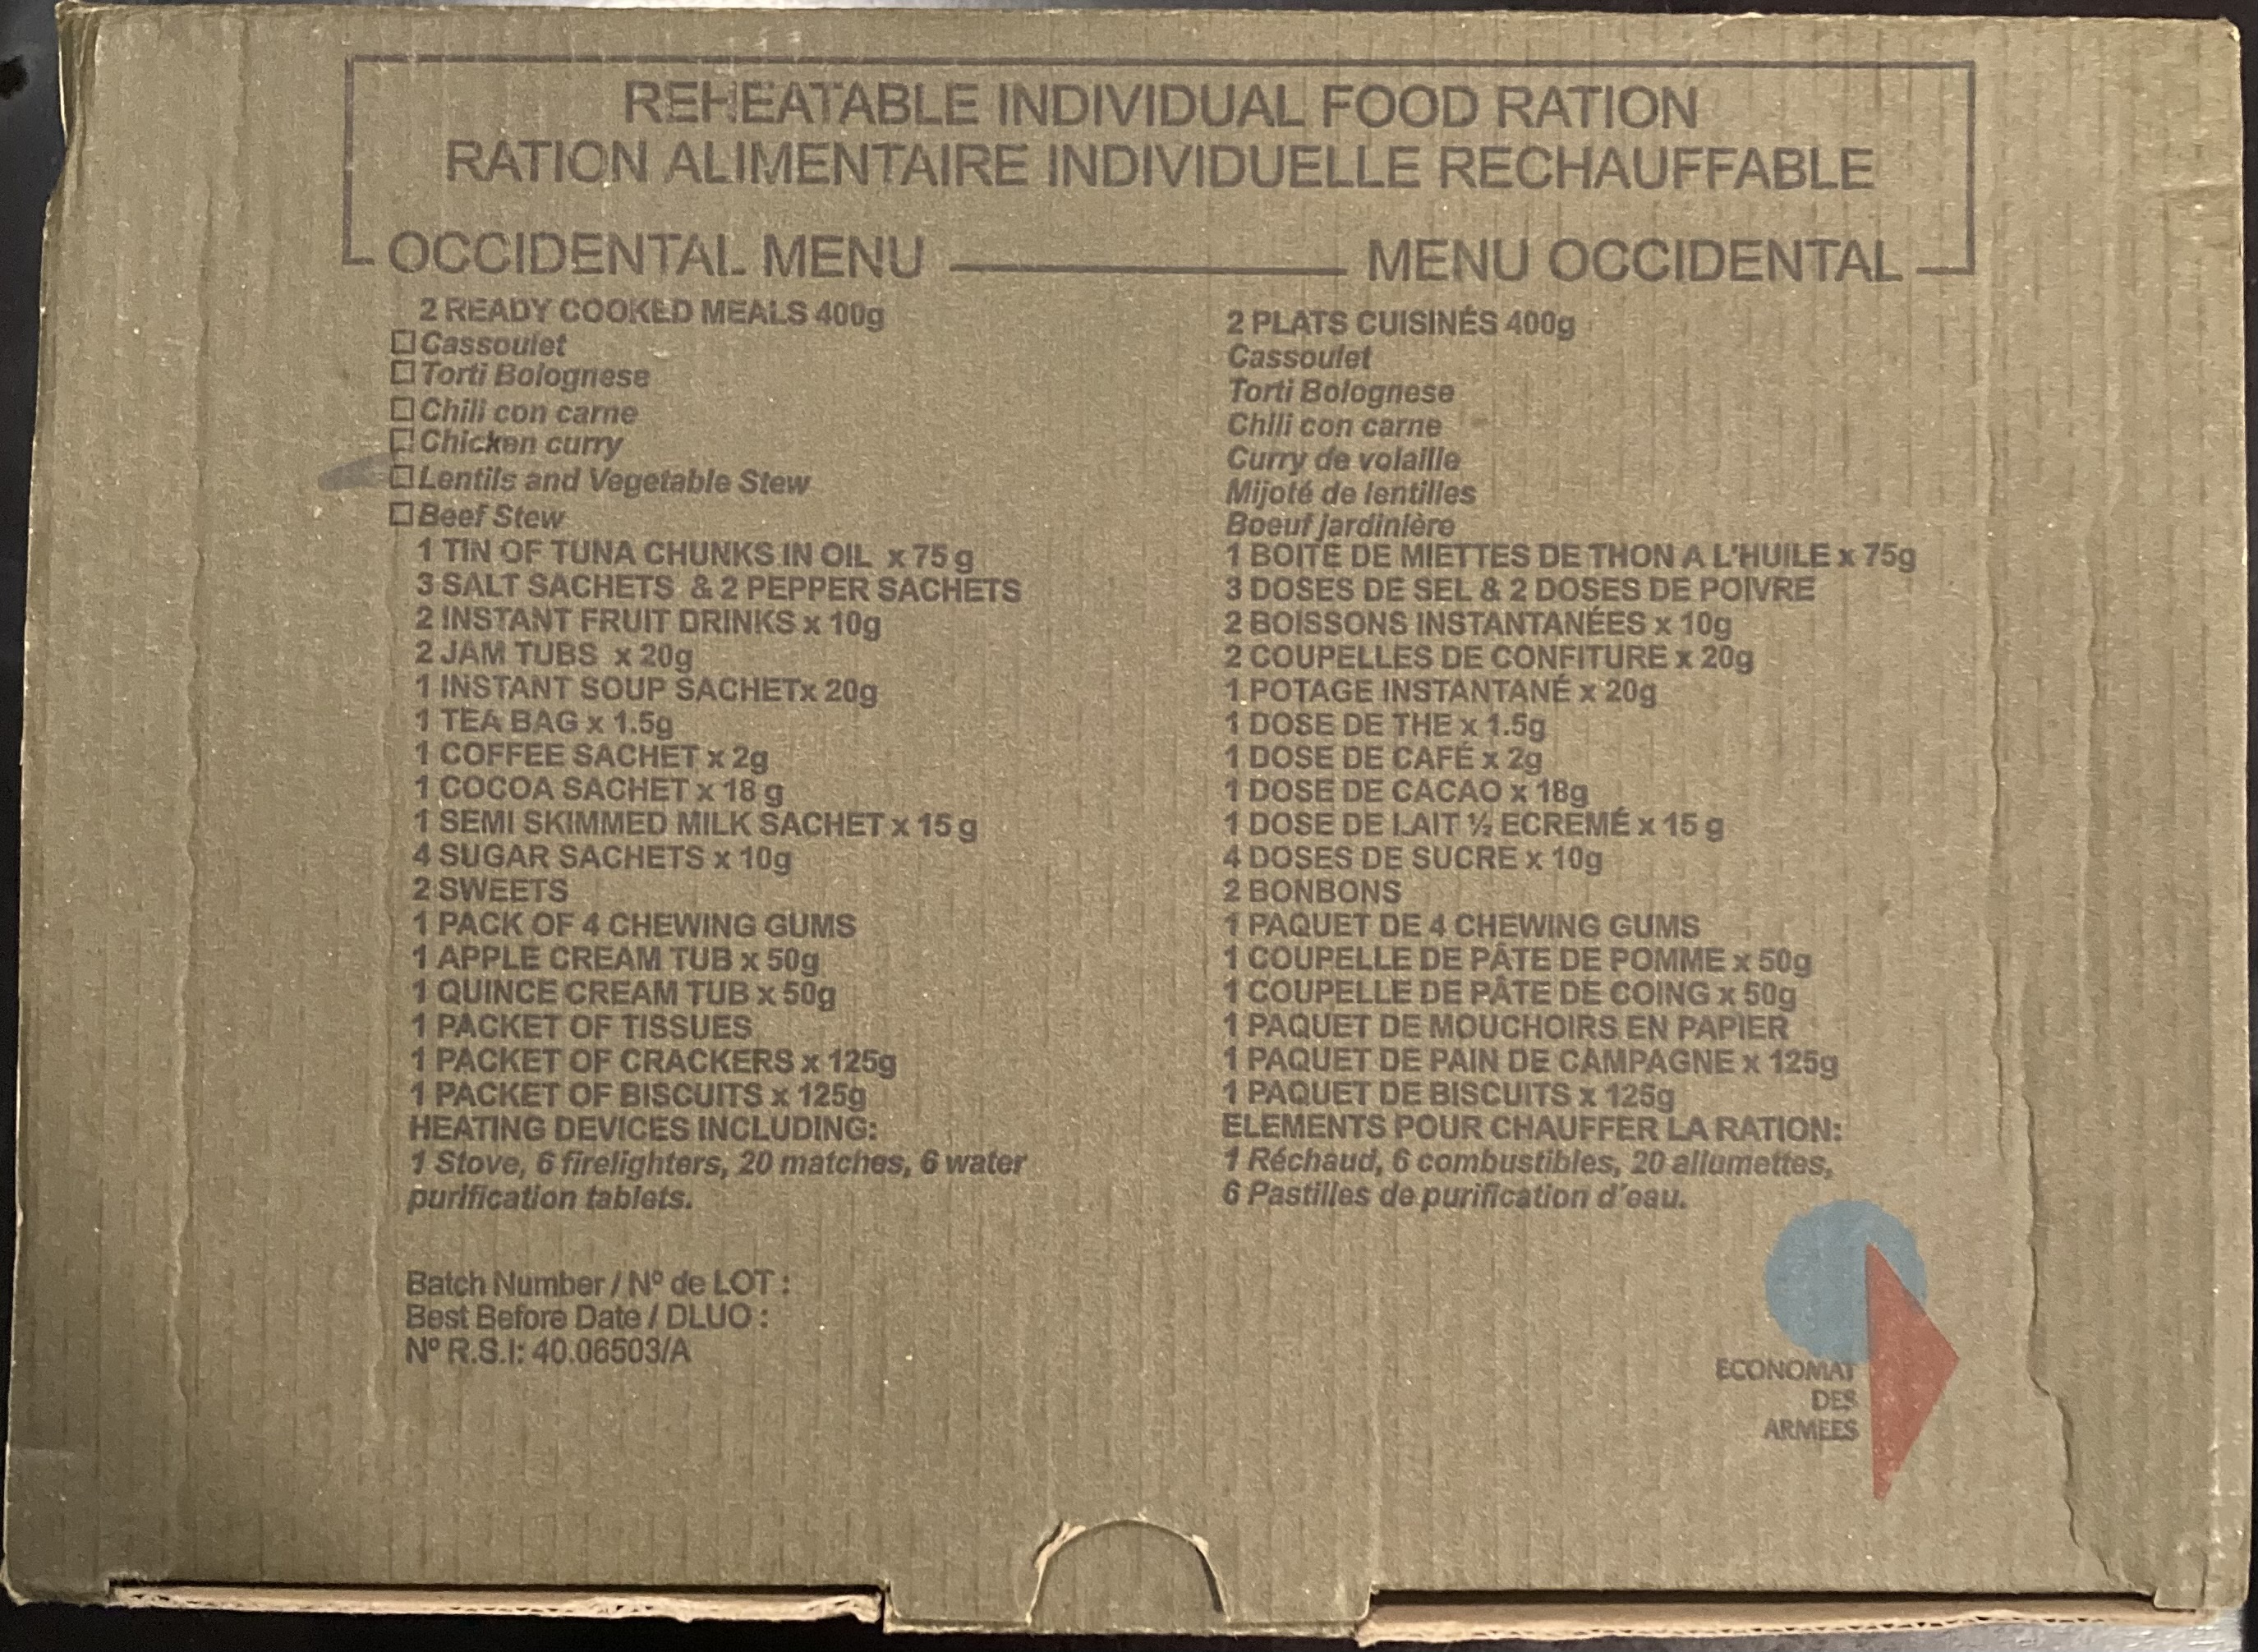 REHEATABLE INDIVIDUAL FOOD RATION
RATION ALIMENTAIRE INDIVIDUELLE RECHAUFFABLE
OCCIDENTAL MENU
2 READY COOKED MEALS 400g
Cassoulet
Torti Bolognese
Chili con carne
Chicken curry
Lentils and Vegetable Stew
Beef Stew
1 TIN OF TUNA CHUNKS IN OIL x 75 g
3 SALT SACHETS & 2 PEPPER SACHETS
2 INSTANT FRUIT DRINKS x 10g
2 JAM TUBS x 20g
1 INSTANT SOUP SACHETx 20g
1 TEA BAG x 1.5g
1 COFFEE SACHET x 2g
1 COCOA SACHET x 18 g
1 SEMI SKIMMED MILK SACHET x 15 g
4 SUGAR SACHETS x 10g
2 SWEETS
1 PACK OF 4 CHEWING GUMS
1 APPLE CREAM TUB x 50g
1 QUINCE CREAM TUB x 50g
1 PACKET OF TISSUES
1 PACKET OF CRACKERS x 125g
1 PACKET OF BISCUITS x 125g
HEATING DEVICES INCLUDING:
1 Stove, 6 firelighters, 20 matches, 6 water
purification tablets.
MENU OCCIDENTAL
2 PLATS CUISINÉS 400g
Cassoulet
Torti Bolognese
Chili con carne
Curry de volaille
Mijoté de lentilles
Boeuf jardinière
1 BOITE DE MIETTES DE THON A L'HUILE x 75g
3 DOSES DE SEL & 2 DOSES DE POIVRE
2 BOISSONS INSTANTANÉES x 10g
2 COUPELLES DE CONFITURE x 20g
1 POTAGE INSTANTANÉ x 20g
1 DOSE DE THE x 1.5g
1 DOSE DE CAFÉ x 2g
1 DOSE DE CACAO x 18g
1 DOSE DE LAIT ½ ECREMÉ x 15 g
4 DOSES DE SUCRE x 10g
2 BONBONS
1 PAQUET DE 4 CHEWING GUMS
1 COUPELLE DE PÂTE DE POMME x 50g
1 COUPELLE DE PÂTE DE COING x 50g
1 PAQUET DE MOUCHOIRS EN PAPIER
1 PAQUET DE PAIN DE CAMPAGNE x 125g
1 PAQUET DE BISCUITS x 125g
ELEMENTS POUR CHAUFFER LA RATION:
1 Réchaud, 6 combustibles, 20 allumettes,
6 Pastilles de purification d'eau.
Batch Number / Nº de LOT :
Best Before Date / DLUO :
Nº R.S.I: 40.06503/A
ECONOMAT
DES
ARMEES